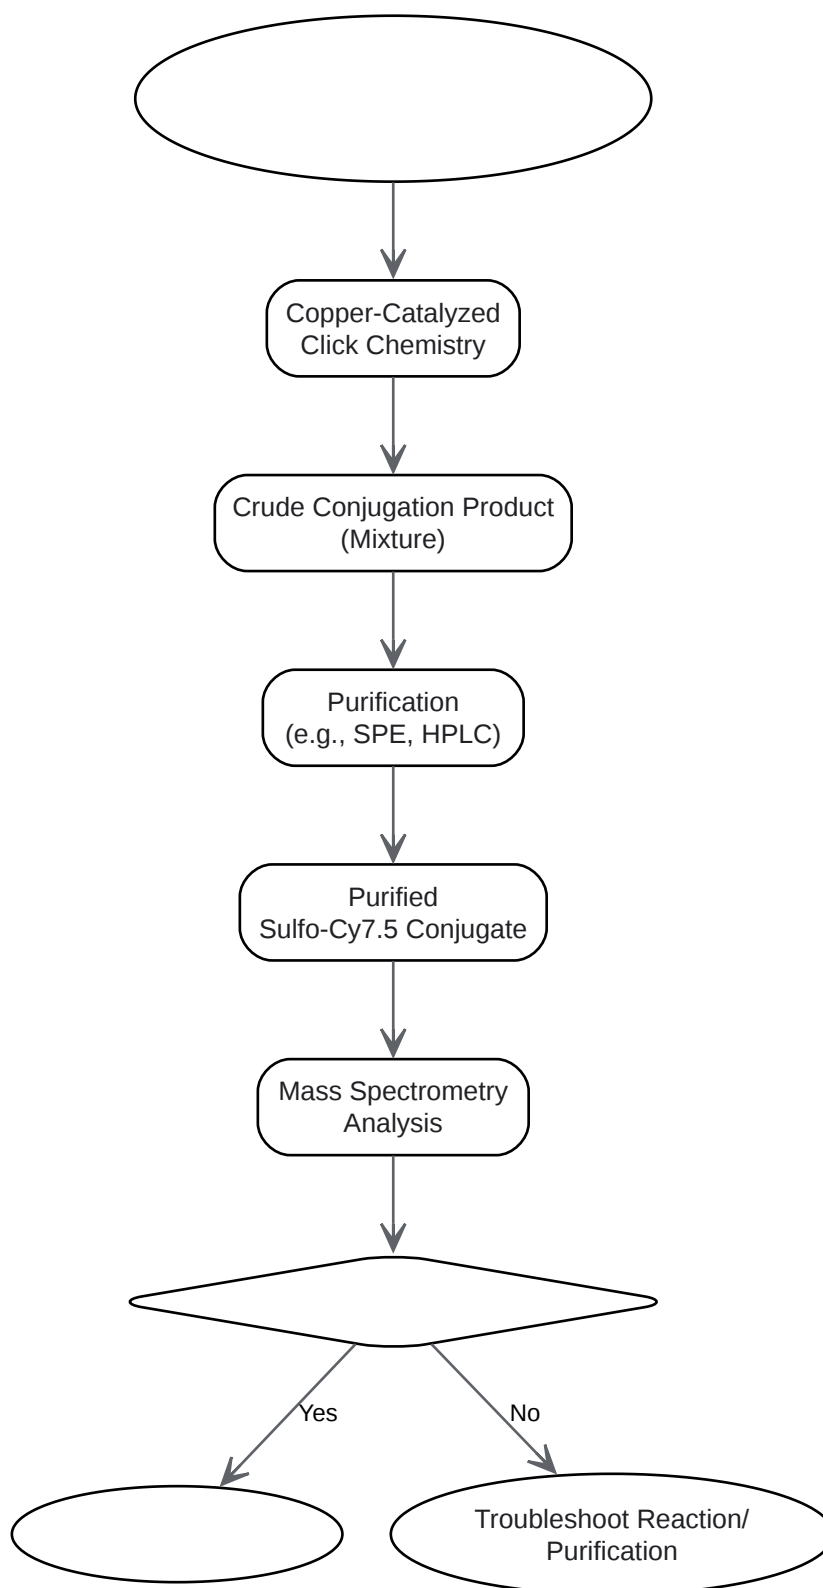 Copper-Catalyzed
Click Chemistry
Crude Conjugation Product
(Mixture)
Purification
(e.g., SPE, HPLC)
Purified
Sulfo-Cy7.5 Conjugate
Mass Spectrometry
Analysis
Yes
No
Troubleshoot Reaction/
Purification